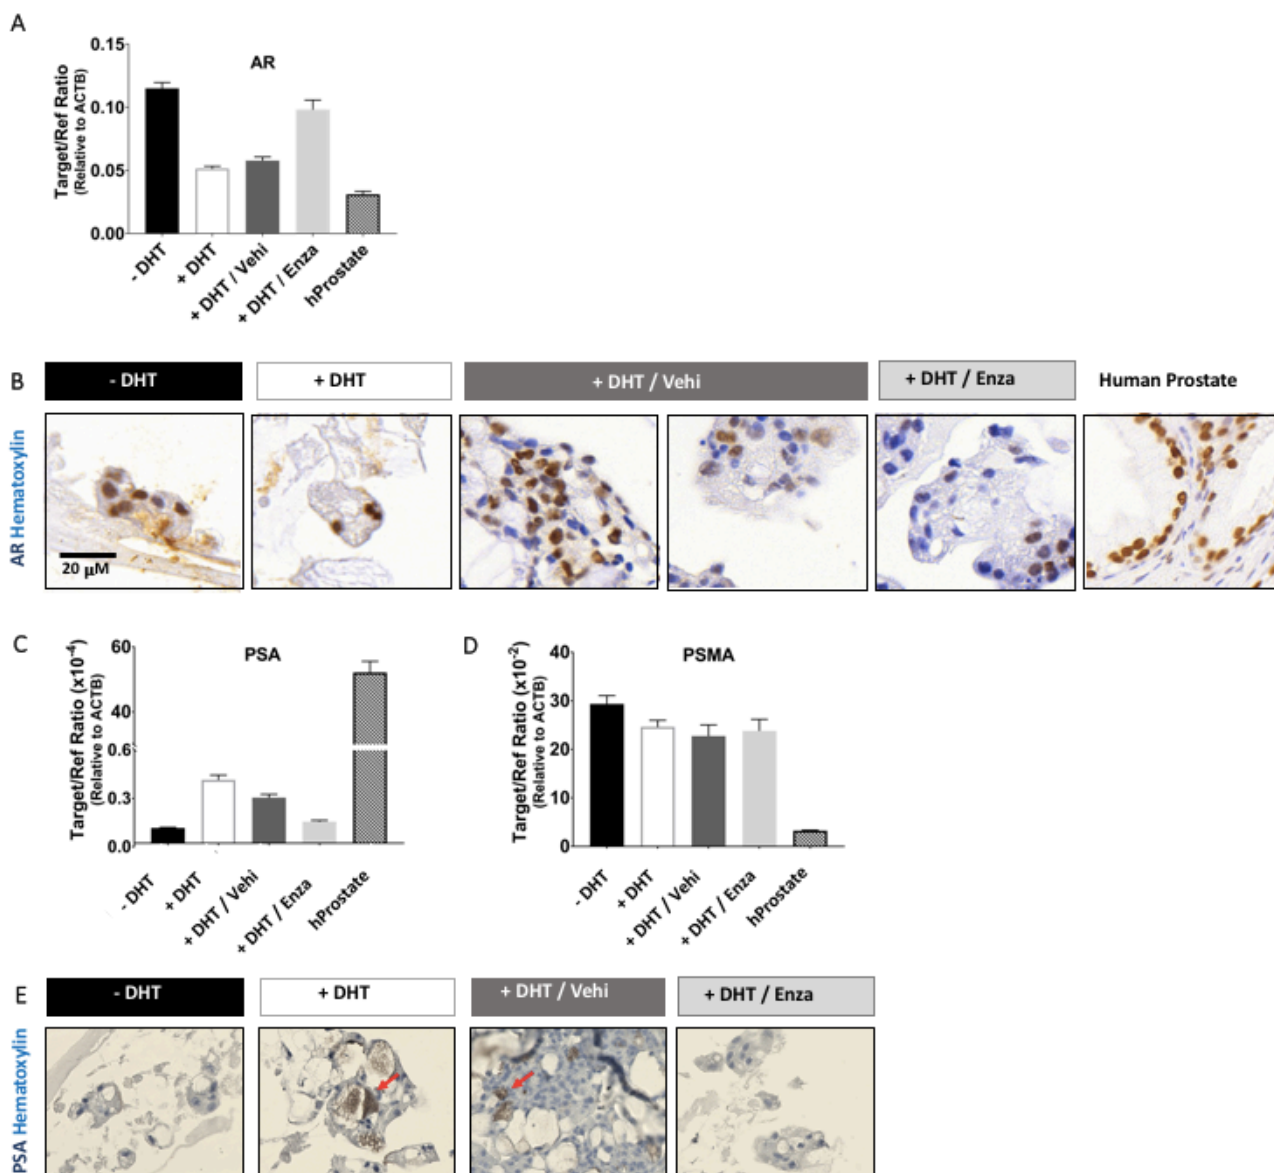 A
AR
Target/Ref Ratio
(Relative to ACTB)
0.15
0.10
0.05
0.00
- DHT
+ DHT
+ DHT / Vehi
+ DHT / Enza
hProstate
B
- DHT
+ DHT
+ DHT / Vehi
+ DHT / Enza
Human Prostate
AR Hematoxylin
20 µM
C
PSA
Target/Ref Ratio (x10-4)
(Relative to ACTB)
60
40
0.6
0.3
0.0
- DHT
+ DHT
+ DHT / Vehi
+ DHT / Enza
hProstate
D
PSMA
Target/Ref Ratio (x10-2)
(Relative to ACTB)
40
30
20
10
0
- DHT
+ DHT
+ DHT / Vehi
+ DHT / Enza
hProstate
E
- DHT
+ DHT
+ DHT / Vehi
+ DHT / Enza
PSA Hematoxylin